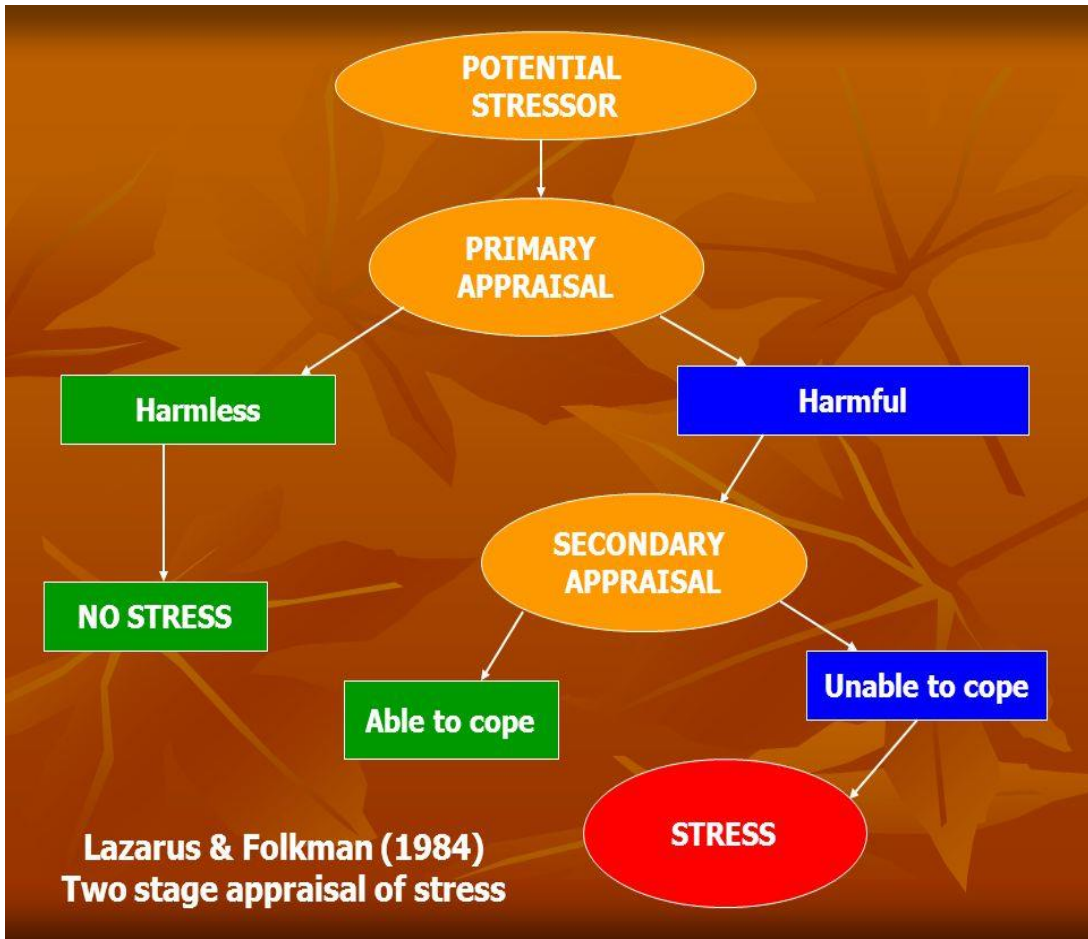 POTENTIAL
STRESSOR
PRIMARY
APPRAISAL
Harmless
Harmful
SECONDARY
APPRAISAL
NO STRESS
Able to cope
Unable to cope
STRESS
Lazarus & Folkman (1984)
Two stage appraisal of stress